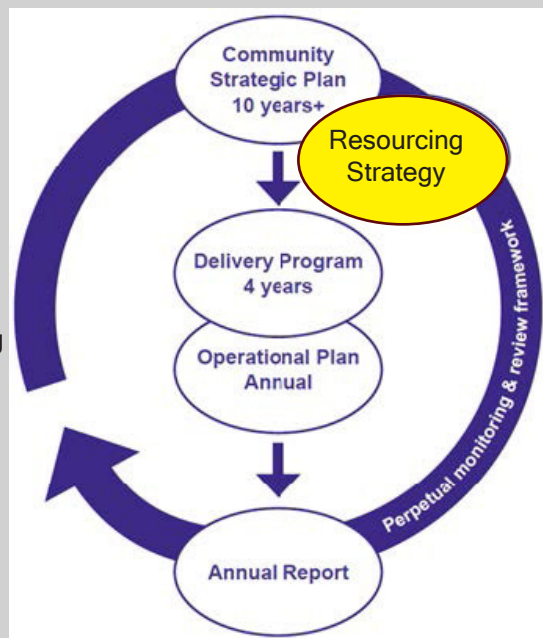 Community
Strategic Plan
10 years+
Resourcing
Strategy
Delivery Program
4 years
Operational Plan
Annual
Perpetual monitoring & review framework
Annual Report